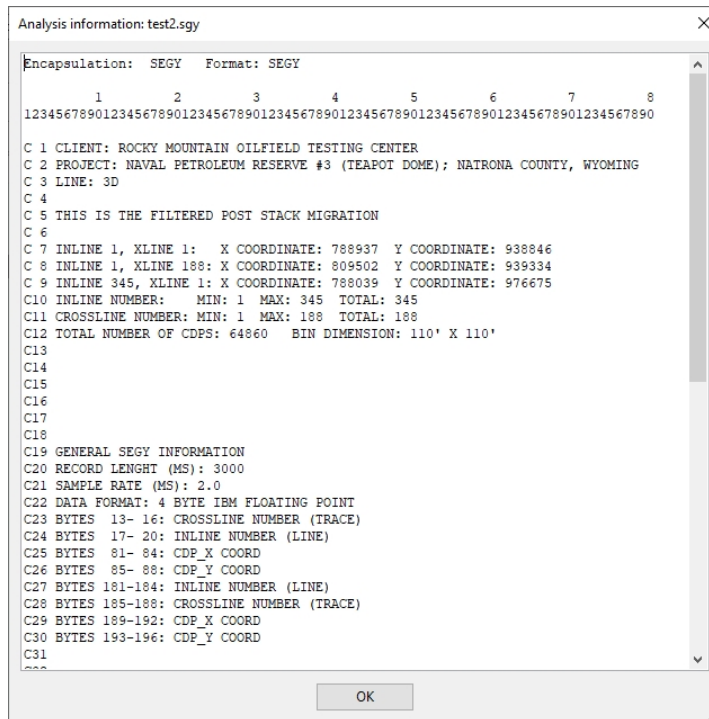 Analysis information: test2.sgy
Encapsulation:  SEGY   Format: SEGY
         1         2         3         4         5         6         7         8
12345678901234567890123456789012345678901234567890123456789012345678901234567890
C 1 CLIENT: ROCKY MOUNTAIN OILFIELD TESTING CENTER
C 2 PROJECT: NAVAL PETROLEUM RESERVE #3 (TEAPOT DOME); NATRONA COUNTY, WYOMING
C 3 LINE: 3D
C 4
C 5 THIS IS THE FILTERED POST STACK MIGRATION
C 6
C 7 INLINE 1, XLINE 1:   X COORDINATE: 788937  Y COORDINATE: 938846
C 8 INLINE 1, XLINE 188: X COORDINATE: 809502  Y COORDINATE: 939334
C 9 INLINE 345, XLINE 1: X COORDINATE: 788039  Y COORDINATE: 976675
C10 INLINE NUMBER:    MIN: 1  MAX: 345  TOTAL: 345
C11 CROSSLINE NUMBER: MIN: 1  MAX: 188  TOTAL: 188
C12 TOTAL NUMBER OF CDPS: 64860   BIN DIMENSION: 110' X 110'
C13
C14
C15
C16
C17
C18
C19 GENERAL SEGY INFORMATION
C20 RECORD LENGHT (MS): 3000
C21 SAMPLE RATE (MS): 2.0
C22 DATA FORMAT: 4 BYTE IBM FLOATING POINT
C23 BYTES  13- 16: CROSSLINE NUMBER (TRACE)
C24 BYTES  17- 20: INLINE NUMBER (LINE)
C25 BYTES  81- 84: CDP_X COORD
C26 BYTES  85- 88: CDP_Y COORD
C27 BYTES 181-184: INLINE NUMBER (LINE)
C28 BYTES 185-188: CROSSLINE NUMBER (TRACE)
C29 BYTES 189-192: CDP_X COORD
C30 BYTES 193-196: CDP_Y COORD
C31
OK